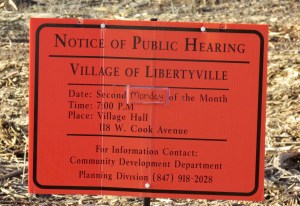 NOTICE OF PUBLIC HEARING
VILLAGE OF LIBERTYVILLE
Date: Second Monday of the Month
Time: 7:00 P.M
Place: Village Hall
118 W. Cook Avenue
For Information Contact:
Community Development Department
Planning Division (847) 918-2028